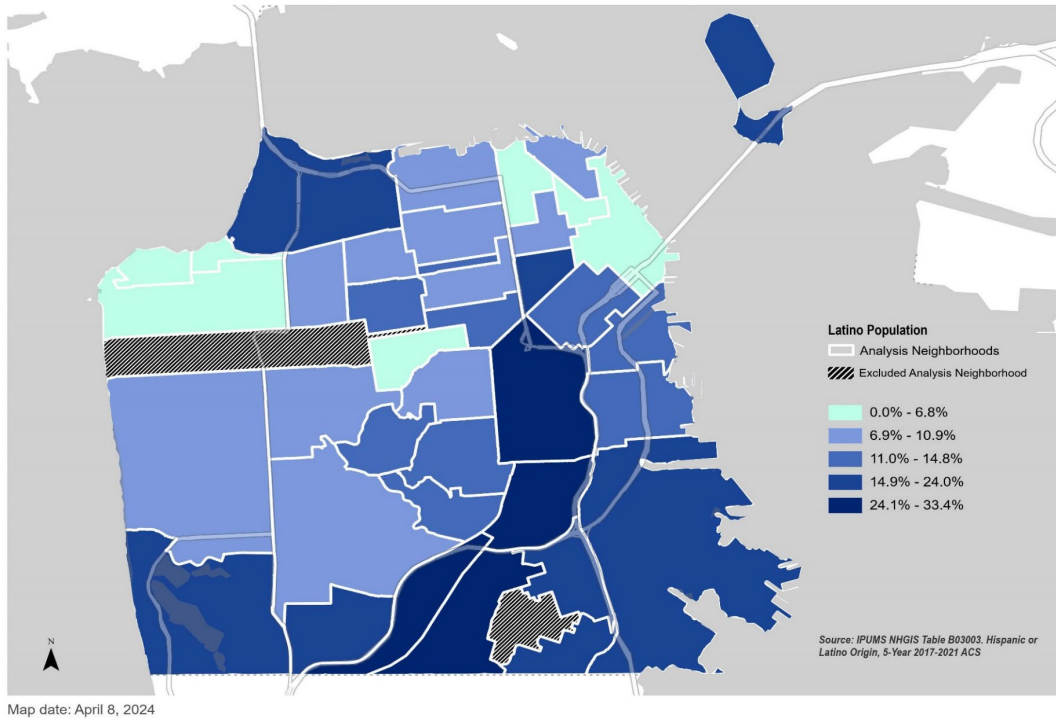 Latino Population
Analysis Neighborhoods
Excluded Analysis Neighborhood
0.0% - 6.8%
6.9% - 10.9%
11.0% - 14.8%
14.9% - 24.0%
24.1% - 33.4%
N
Source: IPUMS NHGIS Table B03003, Hispanic or
Latino Origin, 5-Year 2017-2021 ACS
Map date: April 8, 2024